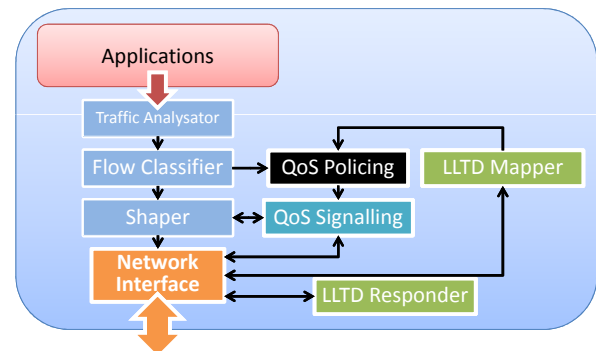 Applications
Traffic Analysator
Flow Classifier
QoS Policing
LLTD Mapper
Shaper
QoS Signalling
Network
Interface
LLTD Responder